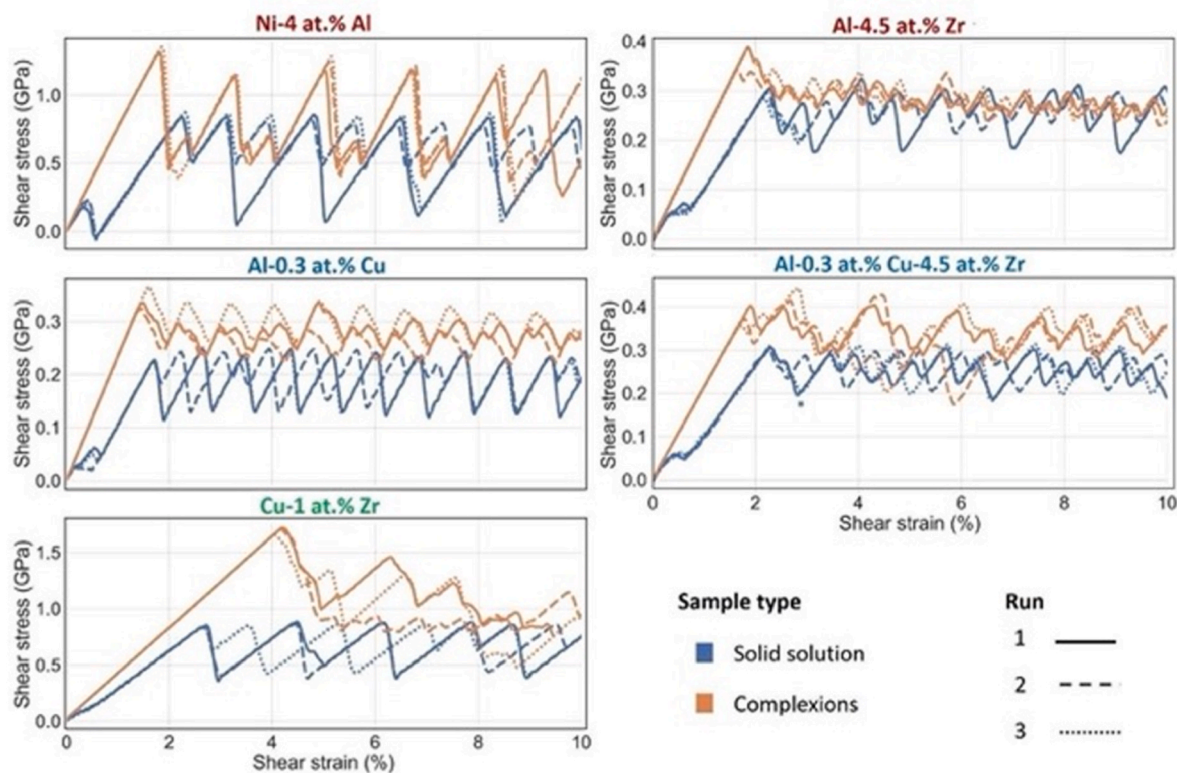 Ni-4 at.% Al
Shear stress (GPa)
1.0
0.5
0.0
Al-4.5 at.% Zr
Shear stress (GPa)
0.4
0.3
0.2
0.1
0.0
Al-0.3 at.% Cu
Shear stress (GPa)
0.3
0.2
0.1
0.0
Al-0.3 at.% Cu-4.5 at.% Zr
Shear stress (GPa)
0.4
0.3
0.2
0.1
0.0
0 2 4 6 8 10
Shear strain (%)
Cu-1 at.% Zr
Shear stress (GPa)
1.5
1.0
0.5
0.0
0 2 4 6 8 10
Shear strain (%)
Sample type
Solid solution
Complexions
Run
1
2
3